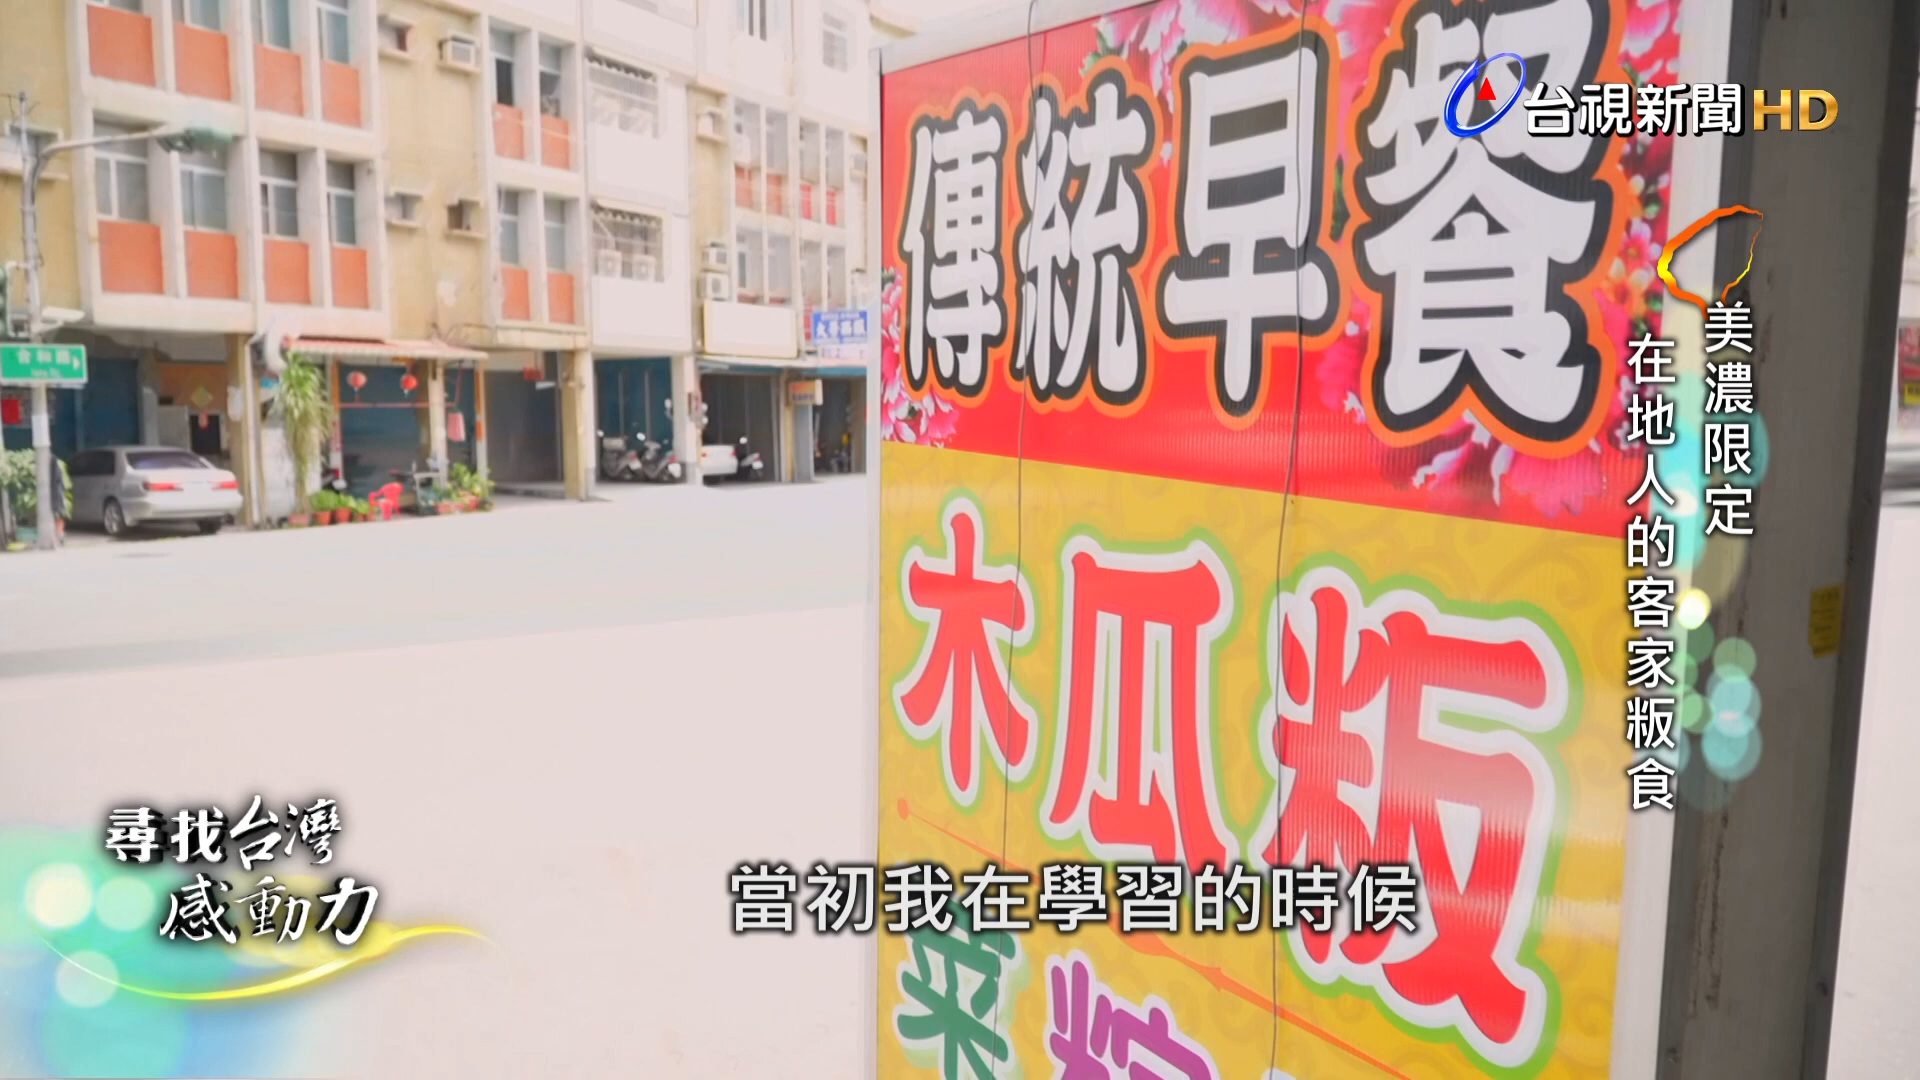 台視新聞HD
傳統早餐
木瓜粄
菜粽
美濃限定
在地人的客家粄食
尋找台灣
感動力
當初我在學習的時候